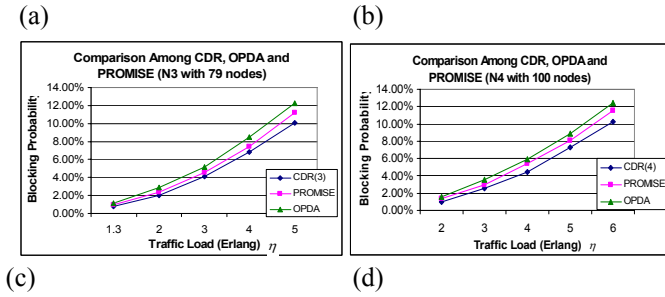 (a)
(b)
Comparison Among CDR, OPDA and
PROMISE (N3 with 79 nodes)
Blocking Probability
14.00%
12.00%
10.00%
8.00%
6.00%
4.00%
2.00%
0.00%
1.3 2 3 4 5
Traffic Load (Erlang) η
CDR(3)
PROMISE
OPDA
Comparison Among CDR, OPDA and
PROMISE (N4 with 100 nodes)
Blocking Probability
14.00%
12.00%
10.00%
8.00%
6.00%
4.00%
2.00%
0.00%
2 3 4 5 6
Traffic Load (Erlang) η
CDR(4)
PROMISE
OPDA
(c)
(d)